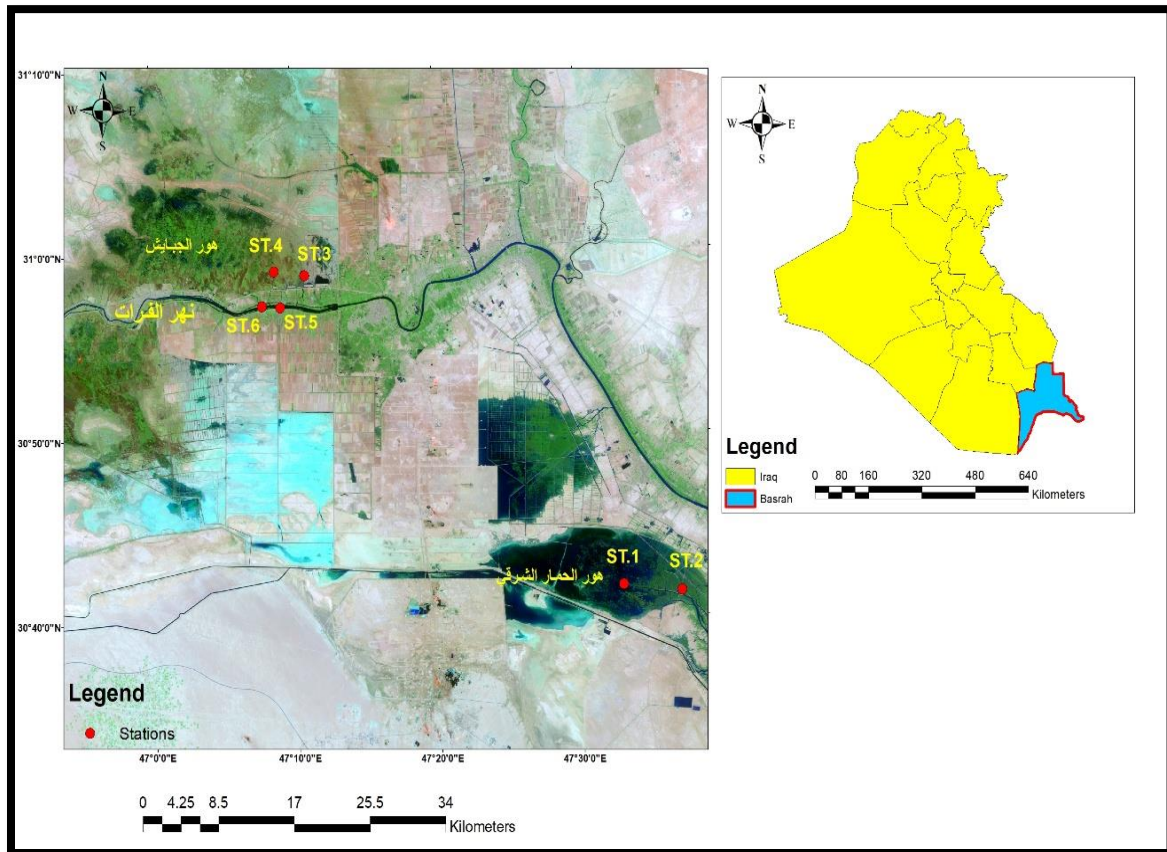 31°10'0"N
31°0'0"N
30°50'0"N
30°40'0"N
N
W
E
S
هور الجبايش
ST.4
ST.3
نهر الفرات
ST.6
ST.5
هور الحمار الشرقي
ST.1
ST.2
Legend
Stations
47°0'0"E
47°10'0"E
47°20'0"E
47°30'0"E
0 4.25 8.5 17 25.5 34
Kilometers
N
W
E
S
Legend
Iraq
Basrah
0 80 160 320 480 640
Kilometers